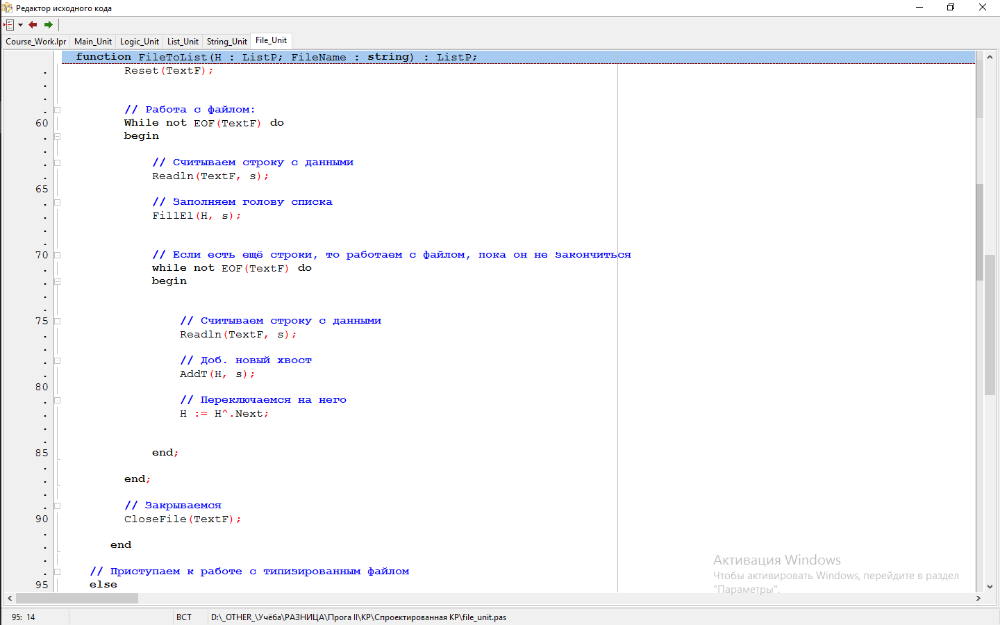 Редактор исходного кода
Course_Work.lpr Main_Unit Logic_Unit List_Unit String_Unit File_Unit
function FileToList(H : ListP; FileName : string) : ListP;
. Reset(TextF);
.
.
. // Работа с файлом:
60 While not EOF(TextF) do
. begin
.
. // Считываем строку с данными
. Readln(TextF, s);
65
. // Заполняем голову списка
. FillEl(H, s);
.
.
70 // Если есть ещё строки, то работаем с файлом, пока он не закончиться
. while not EOF(TextF) do
. begin
.
.
75 // Считываем строку с данными
. Readln(TextF, s);
.
. // Доб. новый хвост
. AddT(H, s);
80
. // Переключаемся на него
. H := H^.Next;
.
.
85 end;
.
. end;
.
. // Закрываемся
90 CloseFile(TextF);
.
. end
.
. // Приступаем к работе с типизированным файлом
95 else
Активация Windows
Чтобы активировать Windows, перейдите в раздел
"Параметры".
95: 14 ВСТ D:\_OTHER_\Учёба\РАЗНИЦА\Прога II\КР\Спроектированная КР\file_unit.pas